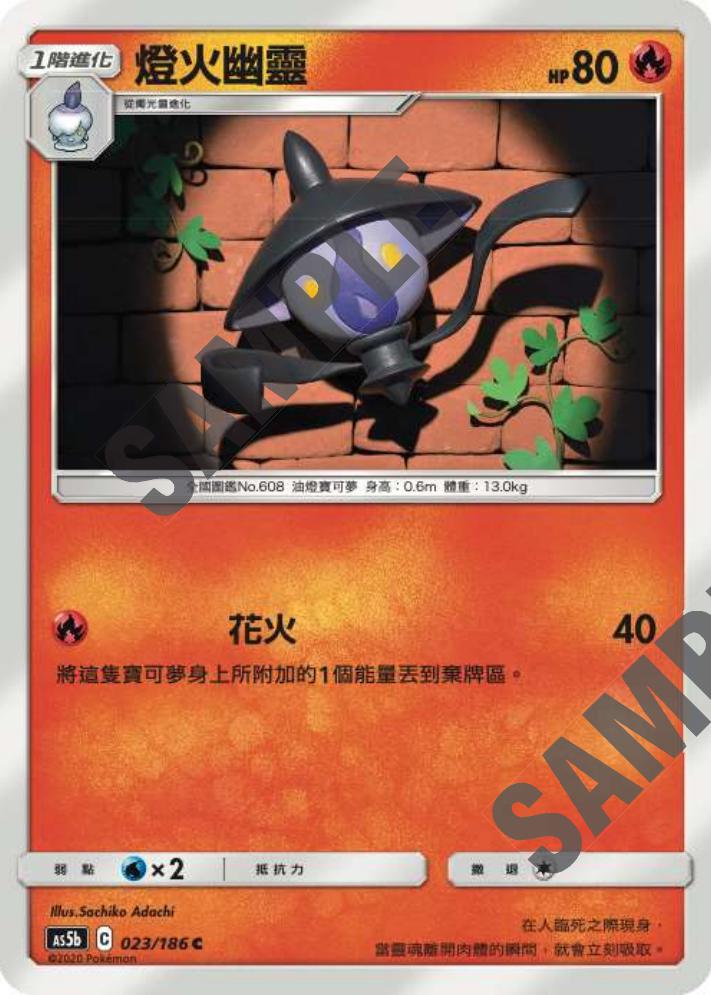 1階進化
燈火幽靈
HP 80
從燭光靈進化
SAMPLE
全國圖鑑No.608 油燈寶可夢 身高：0.6m 體重：13.0kg
花火 40
將這隻寶可夢身上所附加的1個能量丟到棄牌區。
SAMPLE
弱點 ×2 抵抗力 撤退
Illus.Sachiko Adachi
AS5b C 023/186 C
©2020 Pokémon
在人臨死之際現身，
當靈魂離開肉體的瞬間，就會立刻吸取。